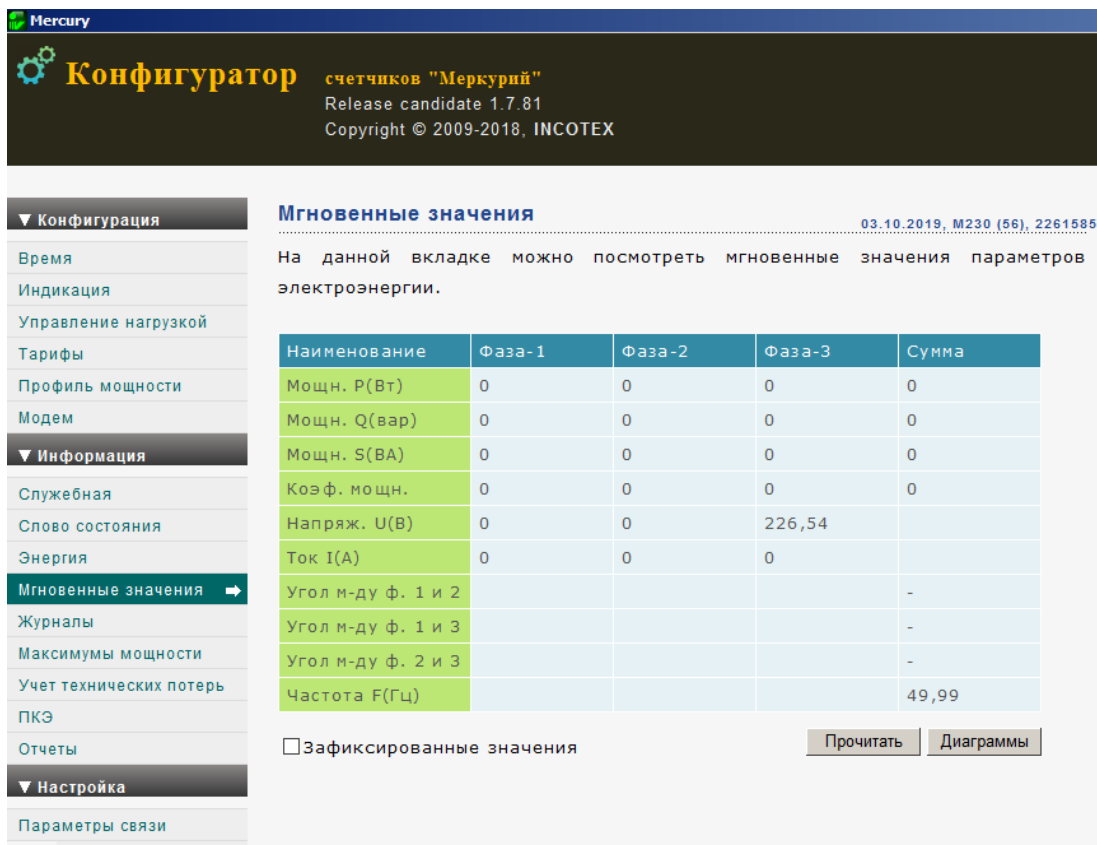 Mercury
Конфигуратор счетчиков "Меркурий"
Release candidate 1.7.81
Copyright © 2009-2018, INCOTEX
▼ Конфигурация
Время
Индикация
Управление нагрузкой
Тарифы
Профиль мощности
Модем
▼ Информация
Служебная
Слово состояния
Энергия
Мгновенные значения
Журналы
Максимумы мощности
Учет технических потерь
ПКЭ
Отчеты
▼ Настройка
Параметры связи
Мгновенные значения
03.10.2019, М230 (56), 2261585
На данной вкладке можно посмотреть мгновенные значения параметров
электроэнергии.
Наименование Фаза-1 Фаза-2 Фаза-3 Сумма
Мощн. P(Вт) 0 0 0 0
Мощн. Q(вар) 0 0 0 0
Мощн. S(ВА) 0 0 0 0
Коэф. мощн. 0 0 0 0
Напряж. U(В) 0 0 226,54
Ток I(А) 0 0 0
Угол м-ду ф. 1 и 2 -
Угол м-ду ф. 1 и 3 -
Угол м-ду ф. 2 и 3 -
Частота F(Гц) 49,99
Зафиксированные значения
Прочитать Диаграммы